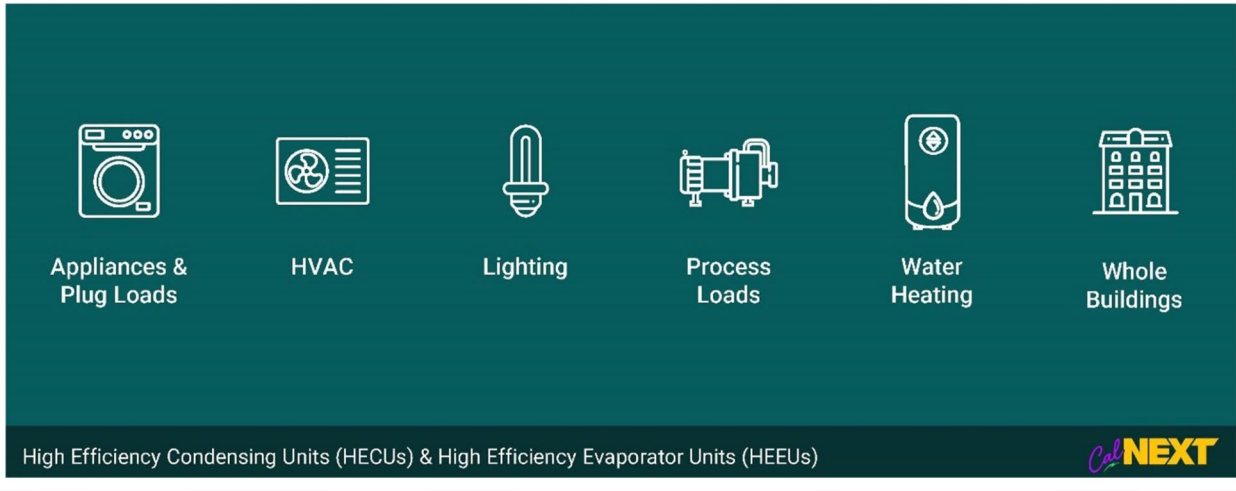 Appliances &
Plug Loads
HVAC
Lighting
Process
Loads
Water
Heating
Whole
Buildings
High Efficiency Condensing Units (HECUs) & High Efficiency Evaporator Units (HEEUs)
CalNEXT